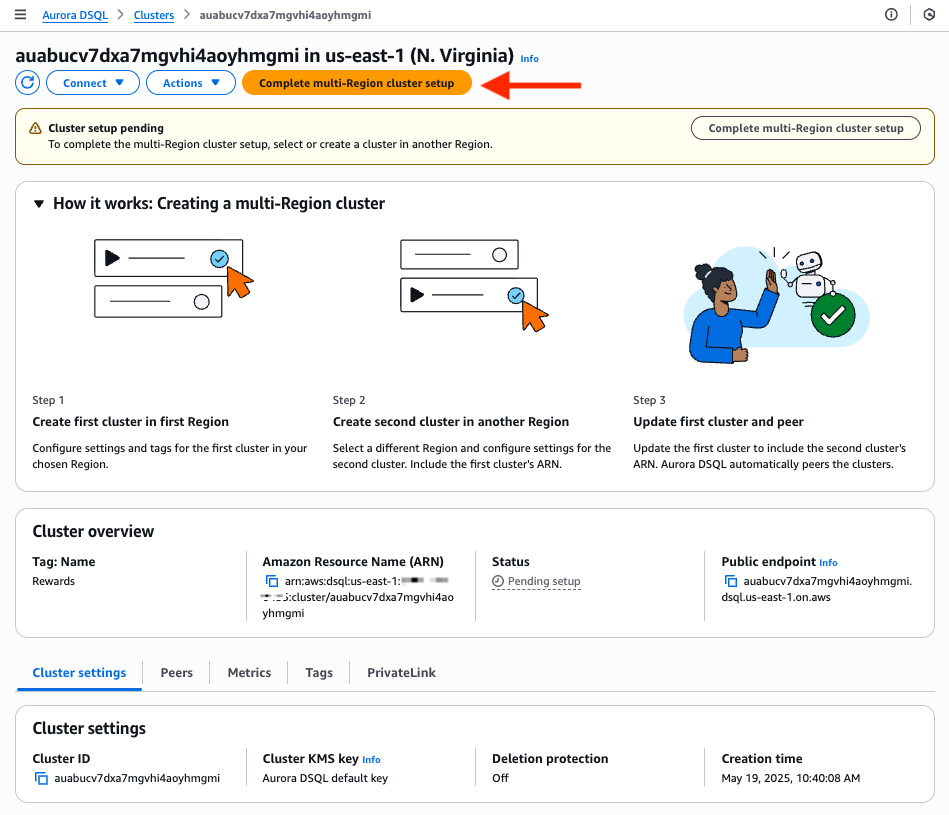 Aurora DSQL > Clusters > auabucv7dxa7mgvhi4aoyhmgmi
auabucv7dxa7mgvhi4aoyhmgmi in us-east-1 (N. Virginia) Info
Connect Actions Complete multi-Region cluster setup
Cluster setup pending
To complete the multi-Region cluster setup, select or create a cluster in another Region.
Complete multi-Region cluster setup
How it works: Creating a multi-Region cluster
Step 1
Create first cluster in first Region
Configure settings and tags for the first cluster in your
chosen Region.
Step 2
Create second cluster in another Region
Select a different Region and configure settings for the
second cluster. Include the first cluster's ARN.
Step 3
Update first cluster and peer
Update the first cluster to include the second cluster's
ARN. Aurora DSQL automatically peers the clusters.
Cluster overview
Tag: Name
Rewards
Amazon Resource Name (ARN)
arn:aws:dsql:us-east-1:
:cluster/auabucv7dxa7mgvhi4ao
yhmgmi
Status
Pending setup
Public endpoint Info
auabucv7dxa7mgvhi4aoyhmgmi.
dsql.us-east-1.on.aws
Cluster settings Peers Metrics Tags PrivateLink
Cluster settings
Cluster ID
auabucv7dxa7mgvhi4aoyhmgmi
Cluster KMS key Info
Aurora DSQL default key
Deletion protection
Off
Creation time
May 19, 2025, 10:40:08 AM